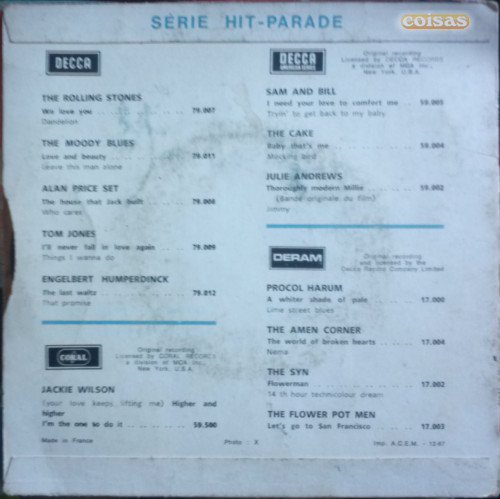 SÉRIE HIT-PARADE
coisas
DECCA
THE ROLLING STONES
We love you 79.007
Dandelion
THE MOODY BLUES
Love and beauty 79.011
Leave this man alone
ALAN PRICE SET
The house that Jack built 79.008
Who cares
TOM JONES
I'll never fall in love again 79.009
Things I wanna do
ENGELBERT HUMPERDINCK
The last waltz 79.012
That promise
CORAL
Original recording
Licensed by CORAL RECORDS
a division of MCA Inc.,
New York, U.S.A.
JACKIE WILSON
(your love keeps lifting me) Higher and
higher
I'm the one to do it 59.500
DECCA
Original recording
Licensed by DECCA RECORDS
a division of MCA Inc.,
New York, U.S.A.
SAM AND BILL
I need your love to comfort me 59.005
Tryin' to get back to my baby
THE CAKE
Baby that's me 59.004
Mocking bird
JULIE ANDREWS
Thoroughly modern Millie 59.002
(Bande originale du film)
Jimmy
DERAM
Original recording
and licensed by the
Decca Record Company Limited
PROCOL HARUM
A whiter shade of pale 17.000
Lime street blues
THE AMEN CORNER
The world of broken hearts 17.004
Nema
THE SYN
Flowerman 17.002
14 th hour technicolour dream
THE FLOWER POT MEN
Let's go to San Francisco 17.003
Made in France
Photo - X
Imp. A.C.E.M. - 12-67